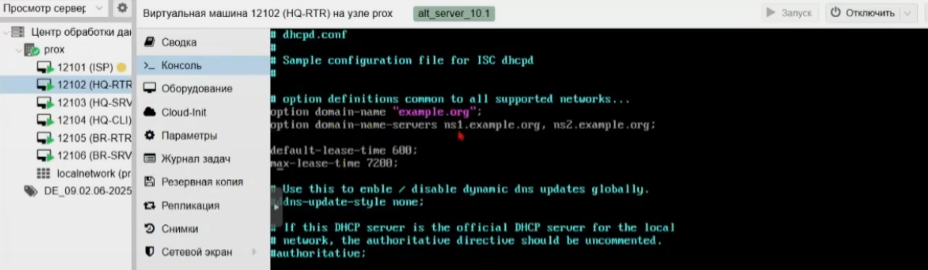 Просмотр сервер
Виртуальная машина 12102 (HQ-RTR) на узле prox
alt_server_10.1
Запуск
Отключить
Центр обработки дан
prox
12101 (ISP)
12102 (HQ-RTR
12103 (HQ-SRV
12104 (HQ-CLI)
12105 (BR-RTR
12106 (BR-SRV
localnetwork (pr
DE_09.02.06-2025
Сводка
Консоль
Оборудование
Cloud-Init
Параметры
Журнал задач
Резервная копия
Репликация
Снимки
Сетевой экран
# dhcpd.conf
#
# Sample configuration file for ISC dhcpd
#
# option definitions common to all supported networks...
option domain-name "example.org";
option domain-name-servers ns1.example.org, ns2.example.org;
default-lease-time 600;
max-lease-time 7200;
# Use this to enble / disable dynamic dns updates globally.
#ddns-update-style none;
# If this DHCP server is the official DHCP server for the local
# network, the authoritative directive should be uncommented.
#authoritative;